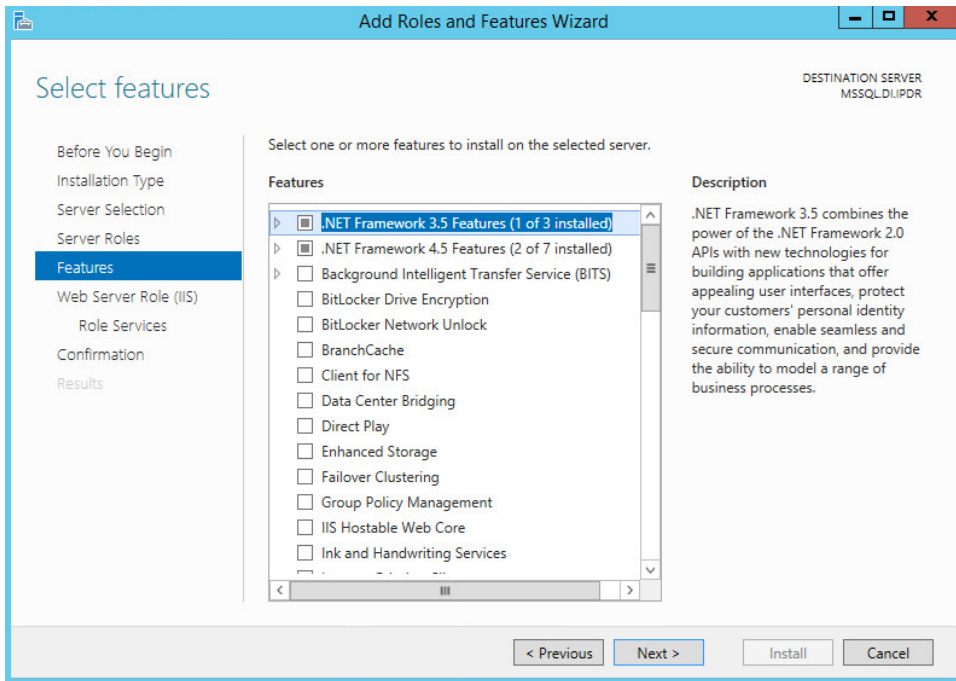 Add Roles and Features Wizard
Select features
DESTINATION SERVER
MSSQL.DI.IPDR
Before You Begin
Installation Type
Server Selection
Server Roles
Features
Web Server Role (IIS)
Role Services
Confirmation
Results
Select one or more features to install on the selected server.
Features
.NET Framework 3.5 Features (1 of 3 installed)
.NET Framework 4.5 Features (2 of 7 installed)
Background Intelligent Transfer Service (BITS)
BitLocker Drive Encryption
BitLocker Network Unlock
BranchCache
Client for NFS
Data Center Bridging
Direct Play
Enhanced Storage
Failover Clustering
Group Policy Management
IIS Hostable Web Core
Ink and Handwriting Services
Description
.NET Framework 3.5 combines the
power of the .NET Framework 2.0
APIs with new technologies for
building applications that offer
appealing user interfaces, protect
your customers' personal identity
information, enable seamless and
secure communication, and provide
the ability to model a range of
business processes.
< Previous
Next >
Install
Cancel